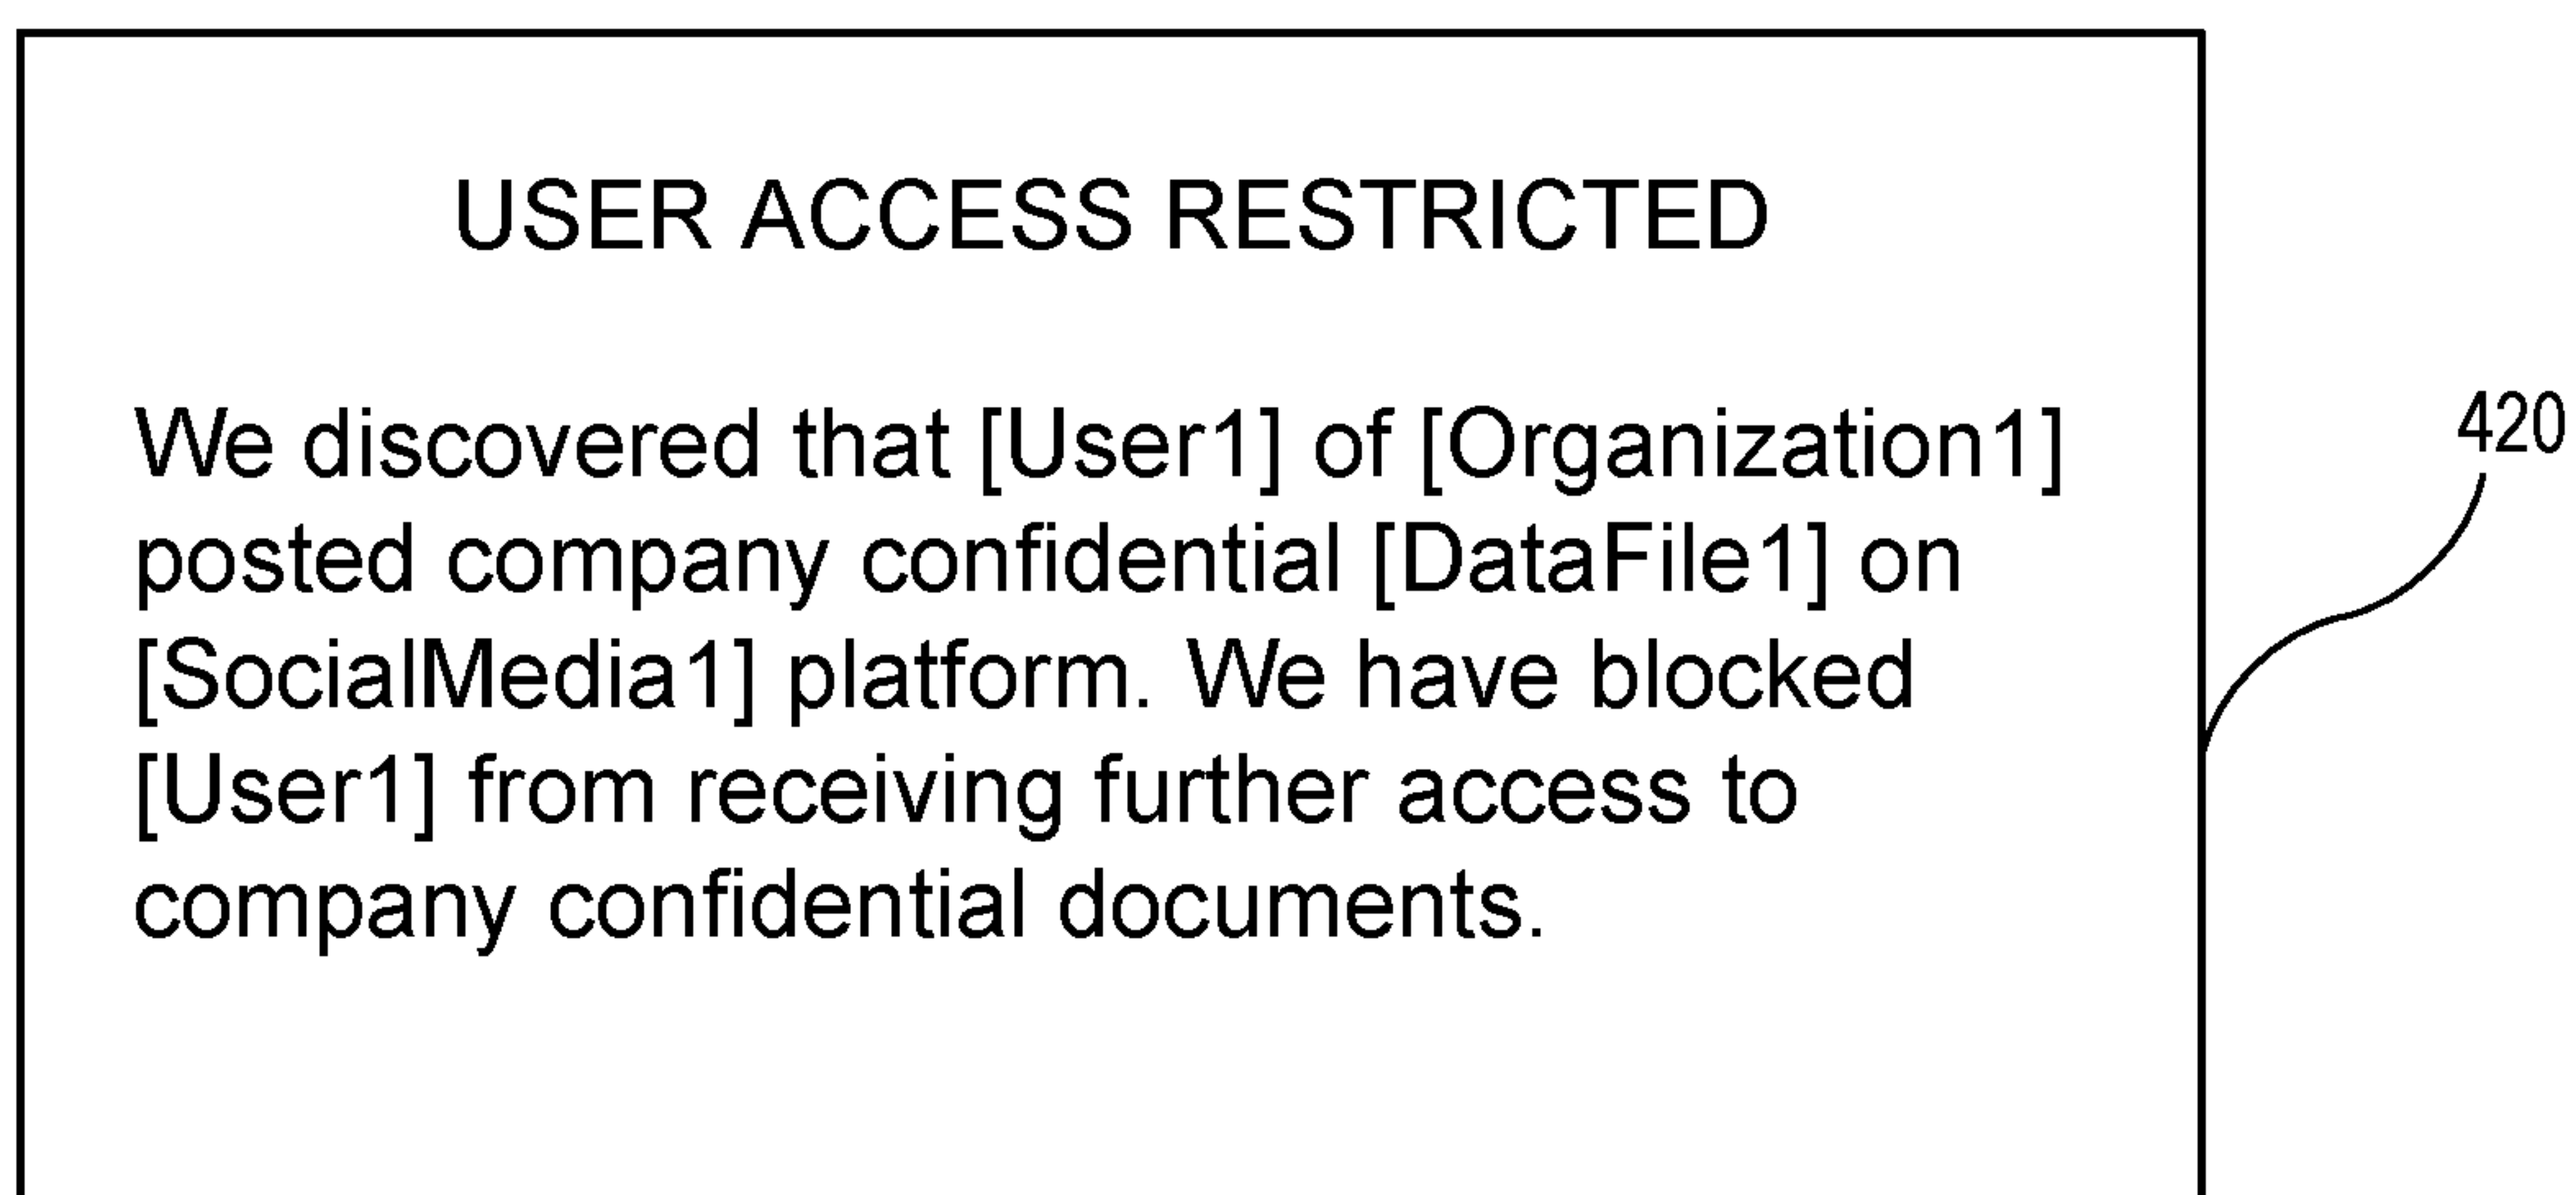 USER ACCESS RESTRICTED
We discovered that [User1] of [Organization1]
posted company confidential [DataFile1] on
[SocialMedia1] platform. We have blocked
[User1] from receiving further access to
company confidential documents.
420